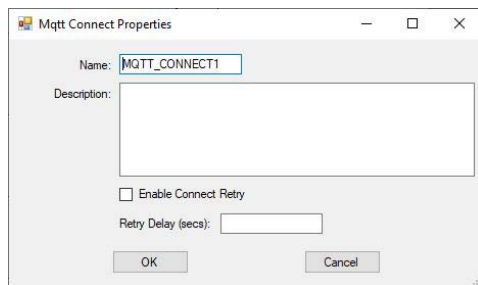 Mqtt Connect Properties
Name: MQTT_CONNECT1
Description:
Enable Connect Retry
Retry Delay (secs):
OK Cancel